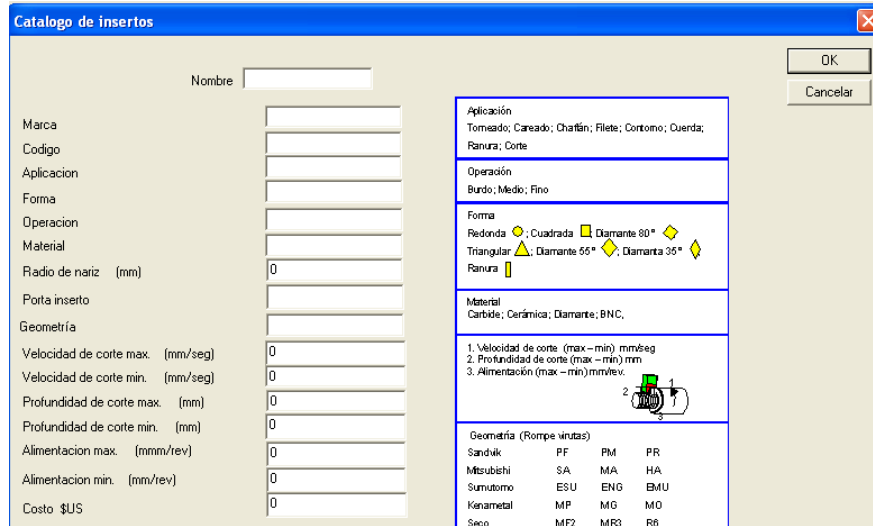 Catalogo de insertos
OK
Cancelar
Nombre
Marca
Codigo
Aplicacion
Forma
Operacion
Material
Radio de nariz (mm) 0
Porta inserto
Geometría
Velocidad de corte max. (mm/seg) 0
Velocidad de corte min. (mm/seg) 0
Profundidad de corte max. (mm) 0
Profundidad de corte min. (mm) 0
Alimentacion max. (mmm/rev) 0
Alimentacion min. (mm/rev) 0
Costo $US 0
Aplicación
Torneado; Careado; Chaflán; Filete; Contorno; Cuerda;
Ranura; Corte
Operación
Burdo; Medio; Fino
Forma
Redonda ; Cuadrada ; Diamante 80°
Triangular ; Diamante 55° ; Diamanta 35°
Ranura
Material
Carbide; Cerámica; Diamante; BNC,
1. Velocidad de corte (max – min) mm/seg
2. Profundidad de corte (max – min) mm
3. Alimentación (max – min) mm/rev.
1
2
3
Geometría (Rompe virutas)
Sandvik PF PM PR
Mitsubishi SA MA HA
Sumutomo ESU ENG EMU
Kenametal MP MG MO
Seco MF2 MR3 R6